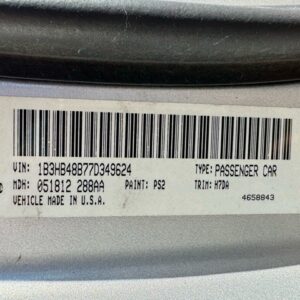 VIN: 1B3HB48B77D349624 TYPE: PASSENGER CAR
MDH: 051812 288AA PAINT: PS2 TRIM: H7DA
VEHICLE MADE IN U.S.A. 4658843